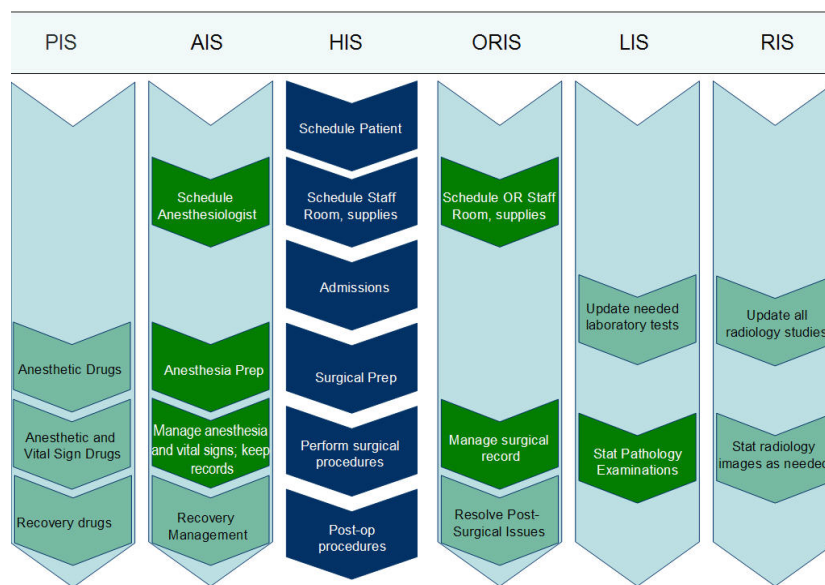 PIS
AIS
HIS
ORIS
LIS
RIS
Schedule Patient
Schedule
Anesthesiologist
Schedule Staff
Room, supplies
Schedule OR Staff
Room, supplies
Admissions
Update needed
laboratory tests
Update all
radiology studies
Anesthetic Drugs
Anesthesia Prep
Surgical Prep
Anesthetic and
Vital Sign Drugs
Manage anesthesia
and vital signs; keep
records
Perform surgical
procedures
Manage surgical
record
Stat Pathology
Examinations
Stat radiology
images as needed
Recovery drugs
Recovery
Management
Post-op
procedures
Resolve Post-
Surgical Issues